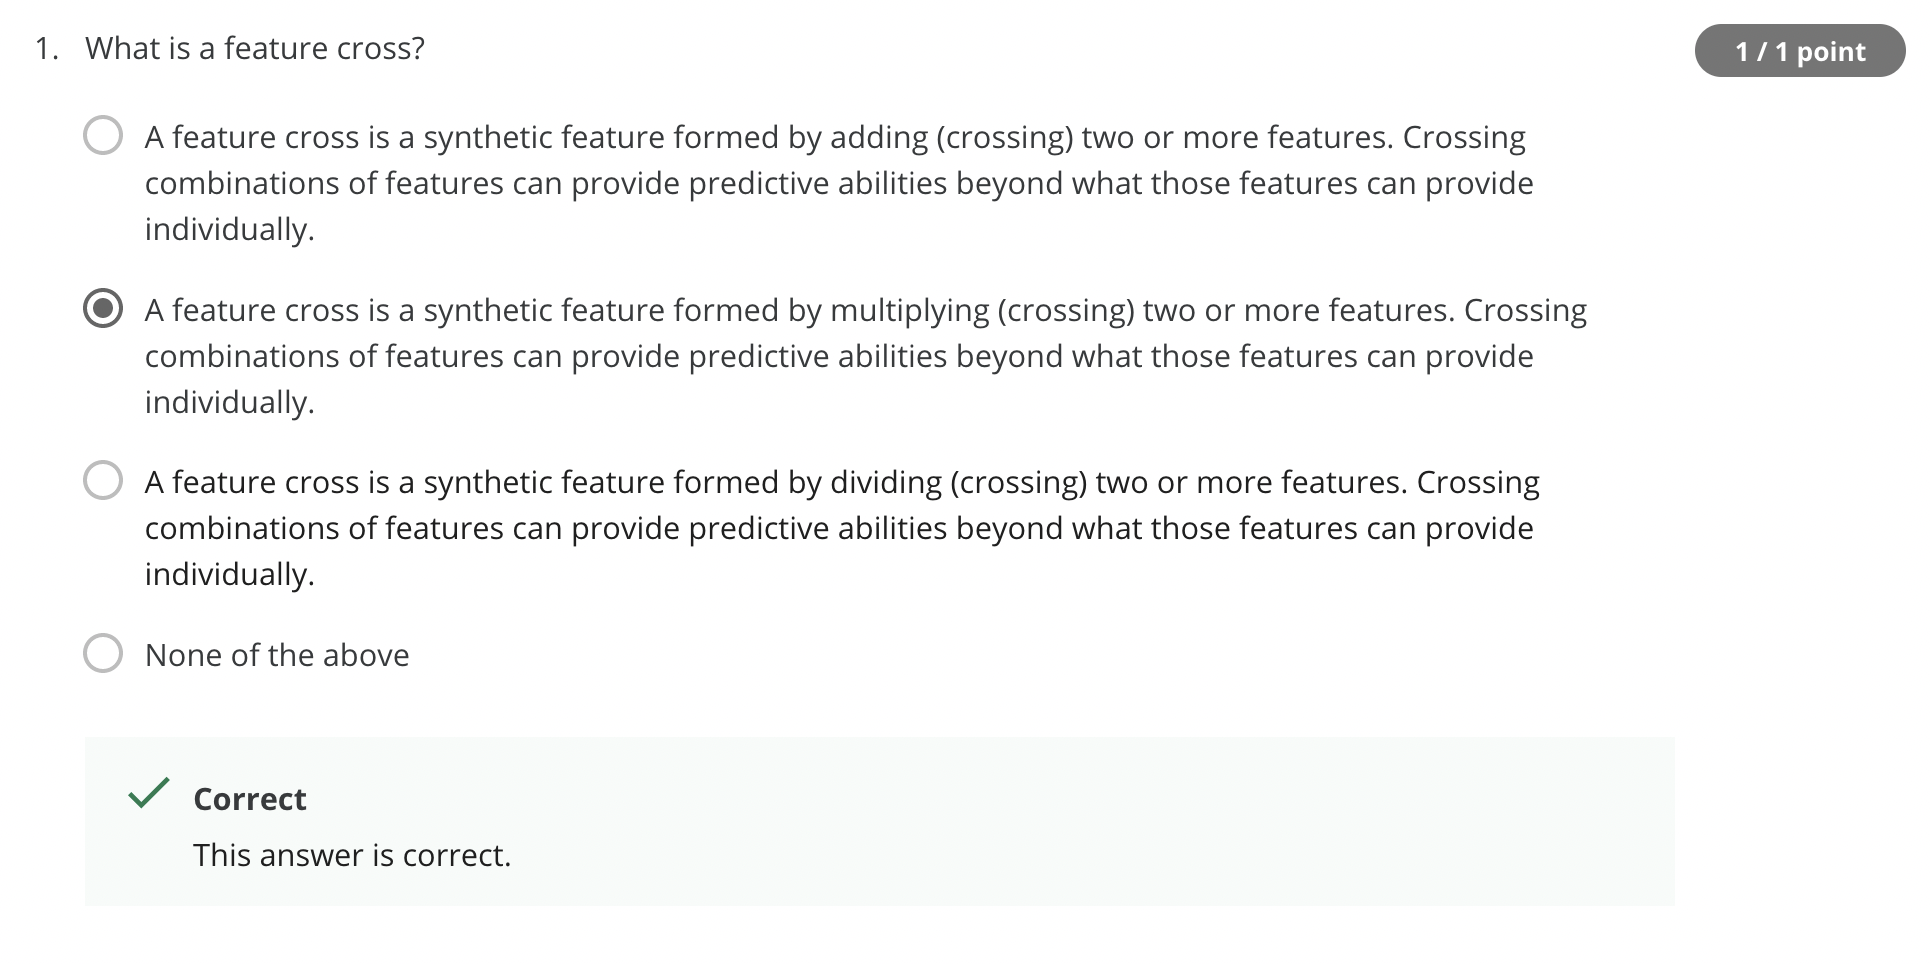 1. What is a feature cross?
1 / 1 point
A feature cross is a synthetic feature formed by adding (crossing) two or more features. Crossing
combinations of features can provide predictive abilities beyond what those features can provide
individually.
A feature cross is a synthetic feature formed by multiplying (crossing) two or more features. Crossing
combinations of features can provide predictive abilities beyond what those features can provide
individually.
A feature cross is a synthetic feature formed by dividing (crossing) two or more features. Crossing
combinations of features can provide predictive abilities beyond what those features can provide
individually.
None of the above
Correct
This answer is correct.